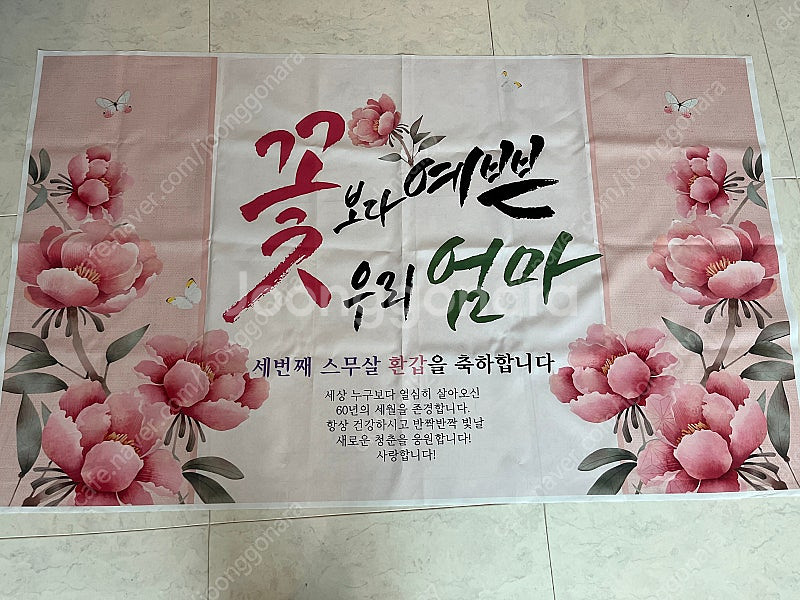 꽃보다 예쁜
우리 엄마
세번째 스무살 환갑을 축하합니다
세상 누구보다 열심히 살아오신
60년의 세월을 존경합니다.
항상 건강하시고 반짝반짝 빛날
새로운 청춘을 응원합니다!
사랑합니다!
joonggonara